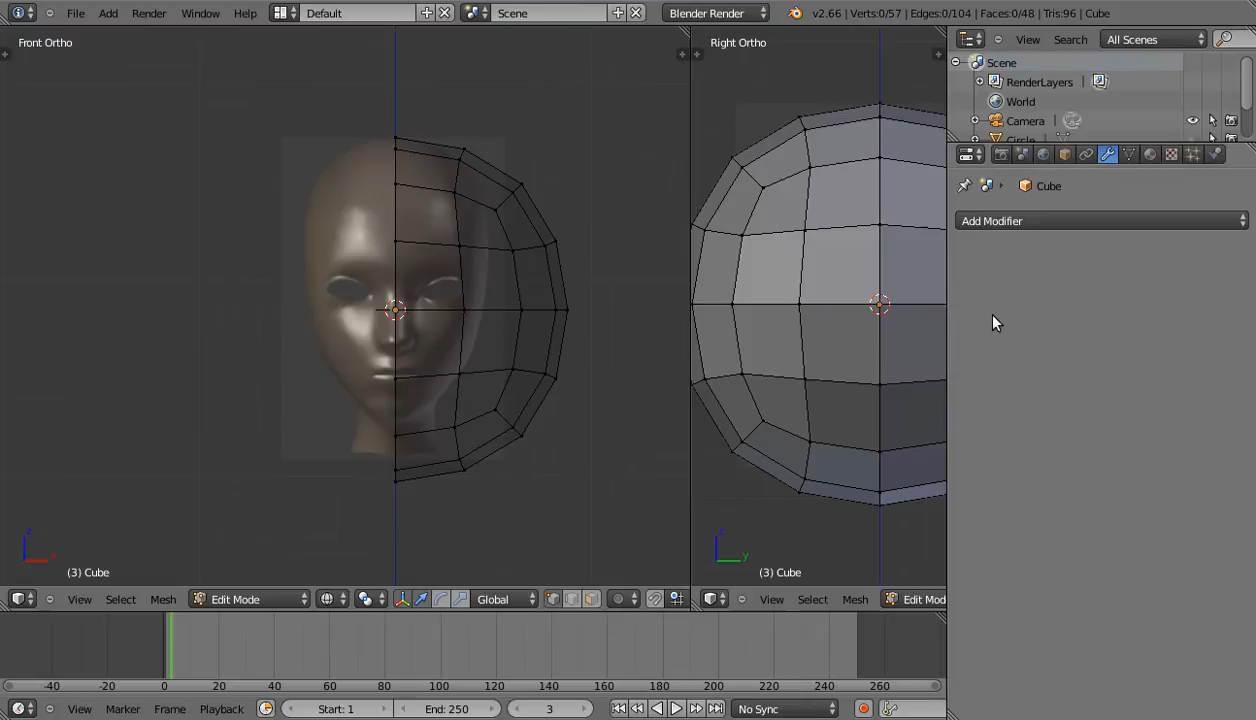 File Add Render Window Help Default Scene Blender Render v2.66 | Verts:0/57 | Edges:0/104 | Faces:0/48 | Tris:96 | Cube
Front Ortho
Right Ortho
View Search All Scenes
Scene
RenderLayers
World
Camera
Circle
Cube
Add Modifier
z
x
z
y
(3) Cube
(3) Cube
View Select Mesh Edit Mode Global
View Select Mesh Edit Mod
-40 -20 0 20 40 60 80 100 120 140 160 180 200 220 240 260
View Marker Frame Playback Start: 1 End: 250 3 No Sync